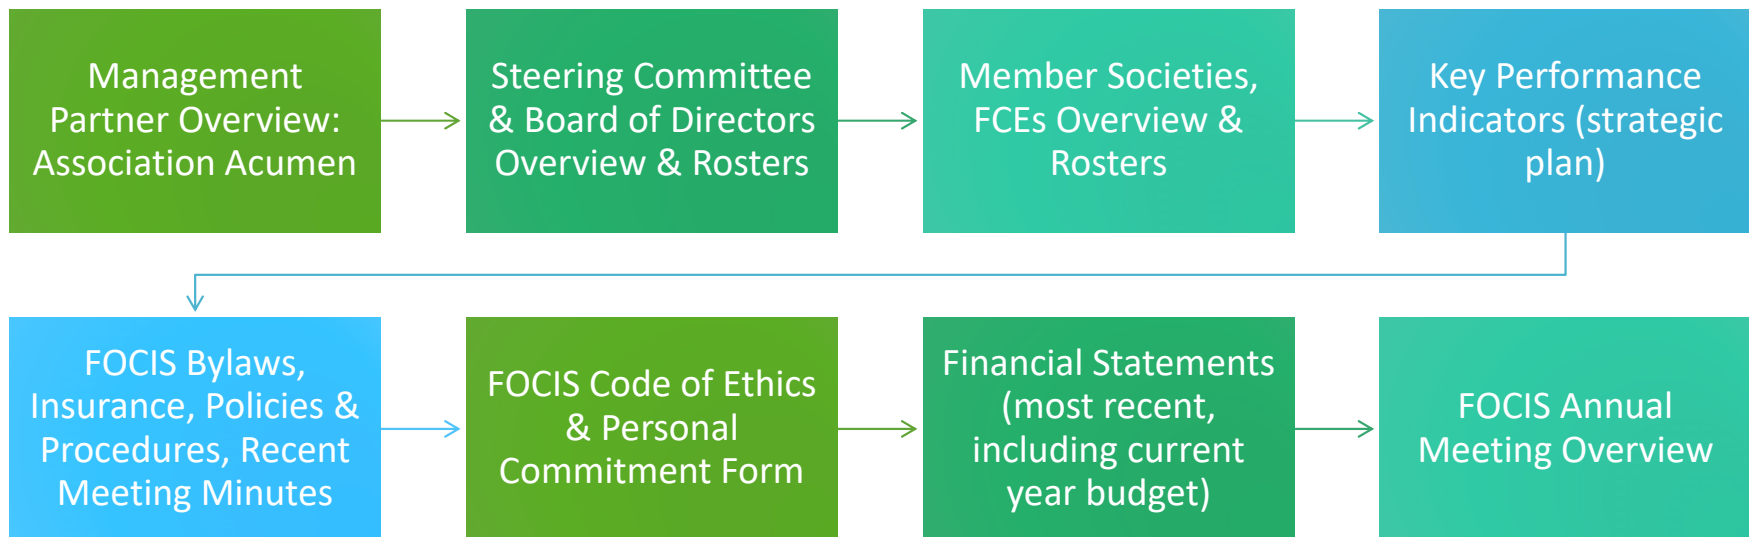 Management
Partner Overview:
Association Acumen
Steering Committee
& Board of Directors
Overview & Rosters
Member Societies,
FCEs Overview &
Rosters
Key Performance
Indicators (strategic
plan)
FOCIS Bylaws,
Insurance, Policies &
Procedures, Recent
Meeting Minutes
FOCIS Code of Ethics
& Personal
Commitment Form
Financial Statements
(most recent,
including current
year budget)
FOCIS Annual
Meeting Overview